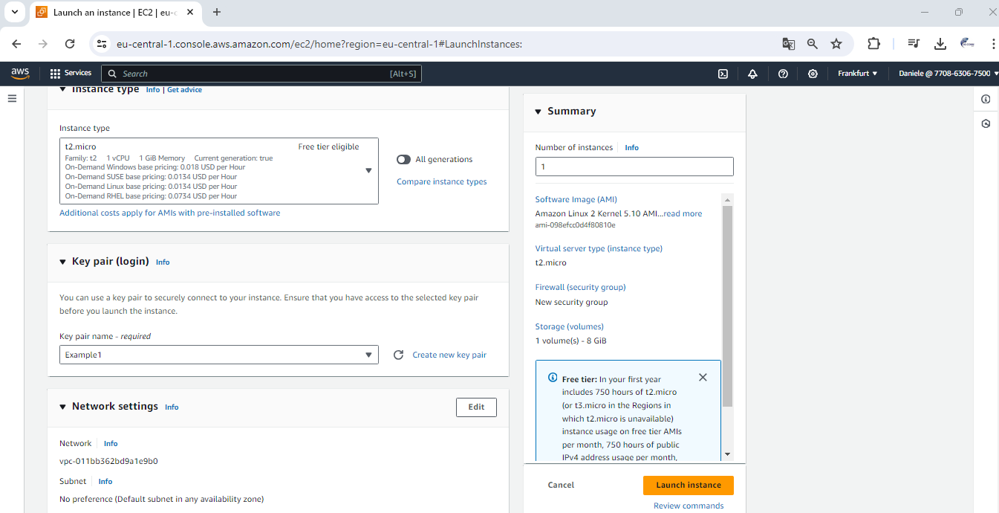 Launch an instance | EC2 | eu-c
eu-central-1.console.aws.amazon.com/ec2/home?region=eu-central-1#LaunchInstances:
aws
Services
Search
[Alt+S]
Frankfurt
Daniele @ 7708-6306-7500
Instance type
Info | Get advice
Instance type
t2.micro
Free tier eligible
Family: t2 1 vCPU 1 GiB Memory Current generation: true
On-Demand Windows base pricing: 0.018 USD per Hour
On-Demand SUSE base pricing: 0.0134 USD per Hour
On-Demand Linux base pricing: 0.0134 USD per Hour
On-Demand RHEL base pricing: 0.0734 USD per Hour
All generations
Compare instance types
Additional costs apply for AMIs with pre-installed software
Key pair (login) Info
You can use a key pair to securely connect to your instance. Ensure that you have access to the selected key pair
before you launch the instance.
Key pair name - required
Example1
Create new key pair
Network settings Info
Edit
Network Info
vpc-011bb362bd9a1e9b0
Subnet Info
No preference (Default subnet in any availability zone)
Summary
Number of instances Info
1
Software Image (AMI)
Amazon Linux 2 Kernel 5.10 AMI...read more
ami-098efcc0d4f80810e
Virtual server type (instance type)
t2.micro
Firewall (security group)
New security group
Storage (volumes)
1 volume(s) - 8 GiB
Free tier: In your first year
includes 750 hours of t2.micro
(or t3.micro in the Regions in
which t2.micro is unavailable)
instance usage on free tier AMIs
per month, 750 hours of public
IPv4 address usage per month,
Cancel
Launch instance
Review commands